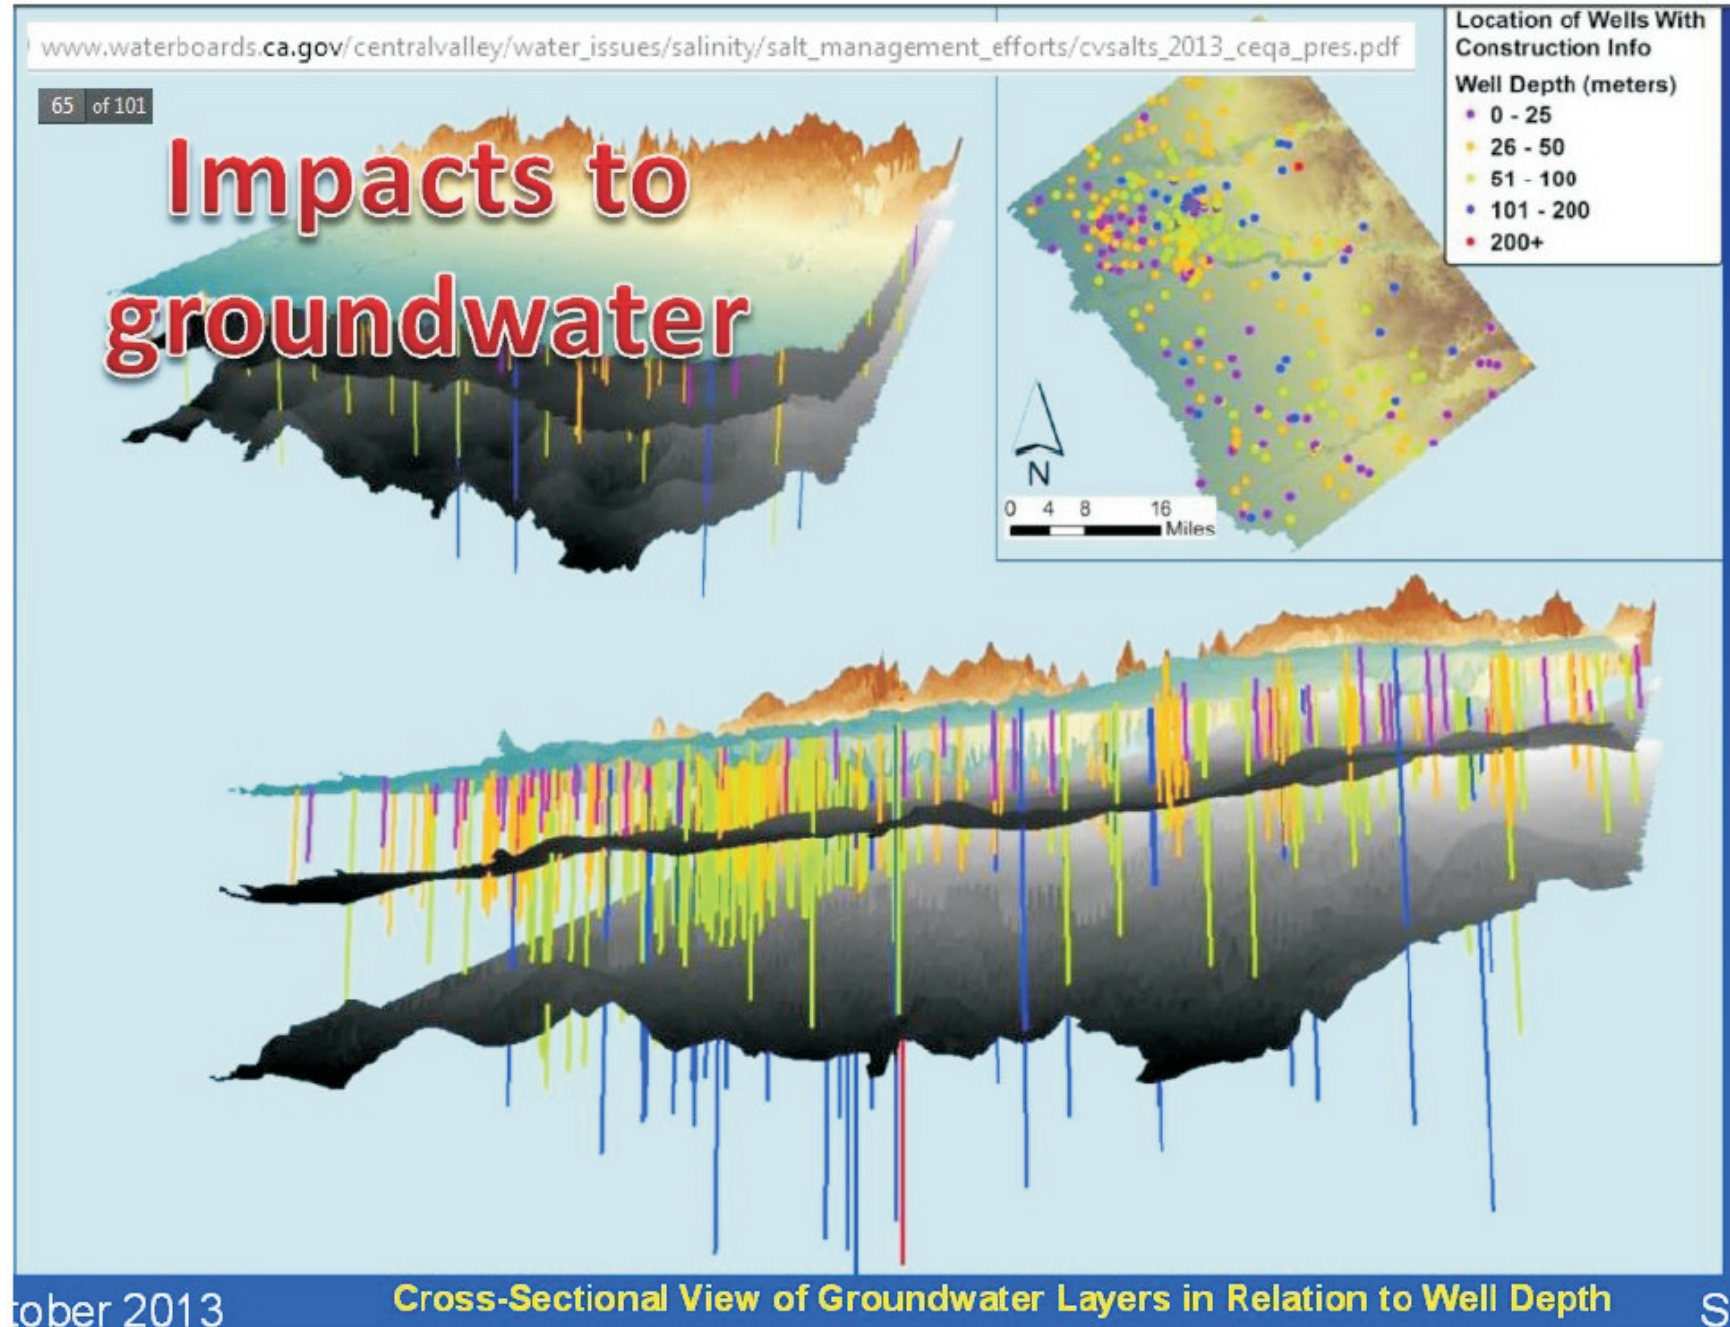 www.waterboards.ca.gov/centralvalley/water_issues/salinity/salt_management_efforts/cvsalts_2013_ceqa_pres.pdf
65 of 101
Impacts to
groundwater
Location of Wells With
Construction Info
Well Depth (meters)
0 - 25
26 - 50
51 - 100
101 - 200
200+
N
0 4 8 16
Miles
tober 2013
Cross-Sectional View of Groundwater Layers in Relation to Well Depth
S